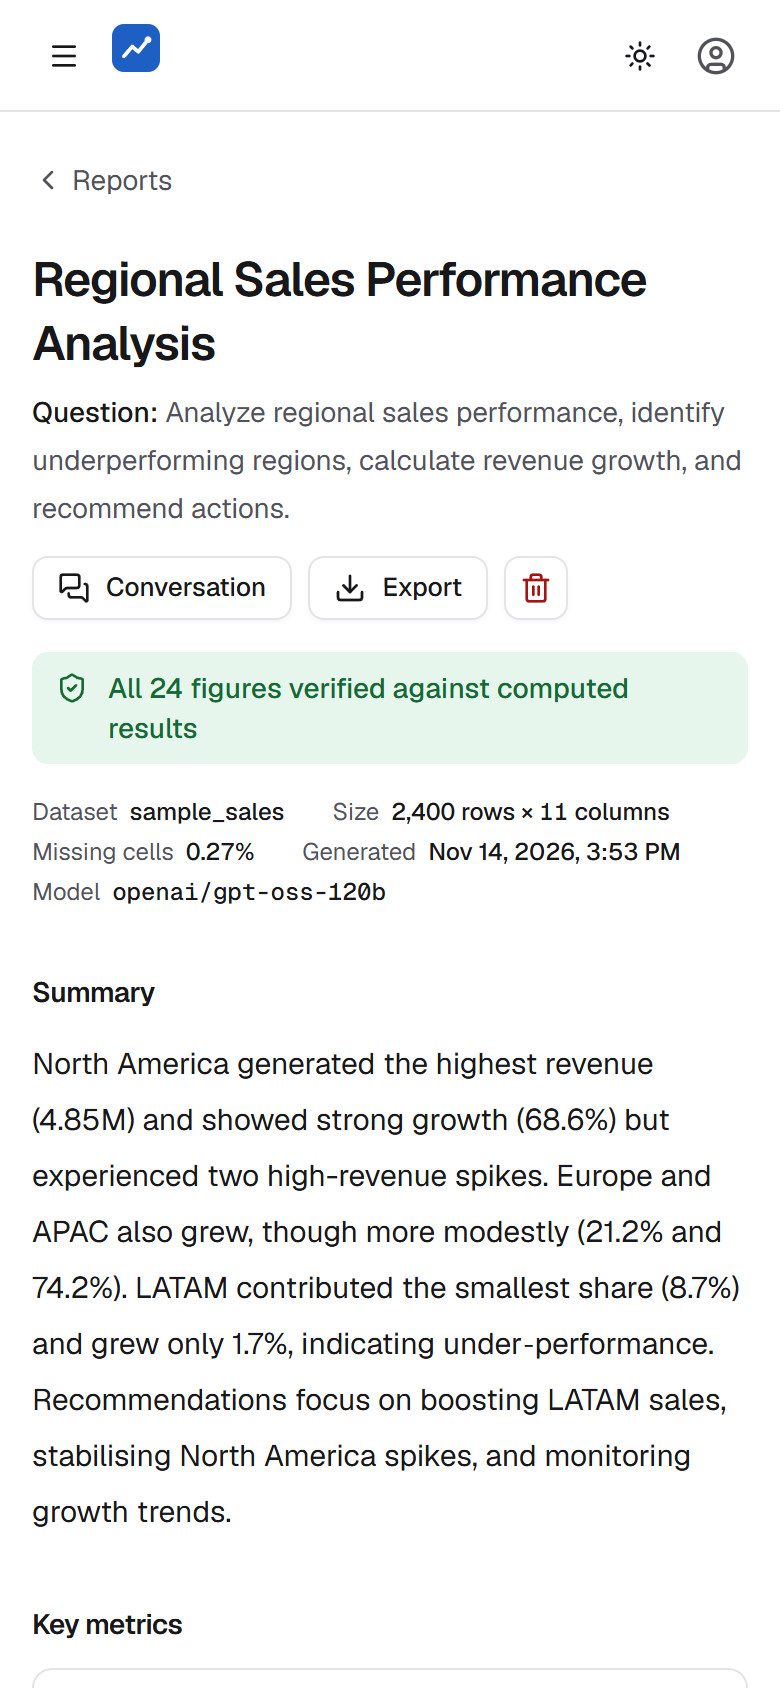 Reports
Regional Sales Performance
Analysis
Question: Analyze regional sales performance, identify
underperforming regions, calculate revenue growth, and
recommend actions.
Conversation Export
All 24 figures verified against computed
results
Dataset sample_sales Size 2,400 rows × 11 columns
Missing cells 0.27% Generated Nov 14, 2026, 3:53 PM
Model openai/gpt-oss-120b
Summary
North America generated the highest revenue
(4.85M) and showed strong growth (68.6%) but
experienced two high-revenue spikes. Europe and
APAC also grew, though more modestly (21.2% and
74.2%). LATAM contributed the smallest share (8.7%)
and grew only 1.7%, indicating under-performance.
Recommendations focus on boosting LATAM sales,
stabilising North America spikes, and monitoring
growth trends.
Key metrics